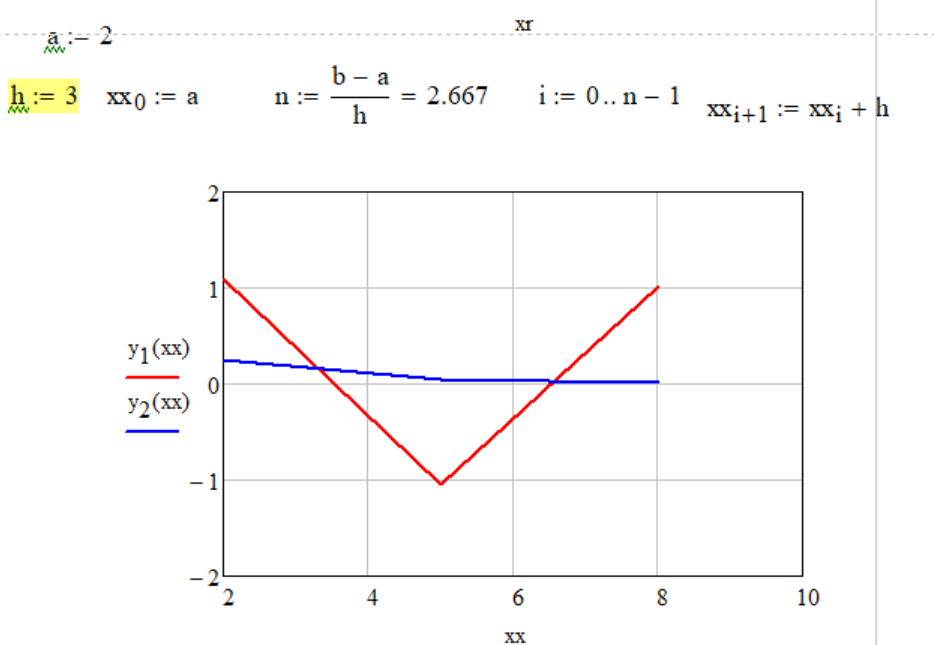 xr
a := 2
h := 3 xx0 := a n := (b − a)/h = 2.667 i := 0 .. n − 1 xxi+1 := xxi + h
2
1
y1(xx)
0
y2(xx)
−1
−2
2 4 6 8 10
xx